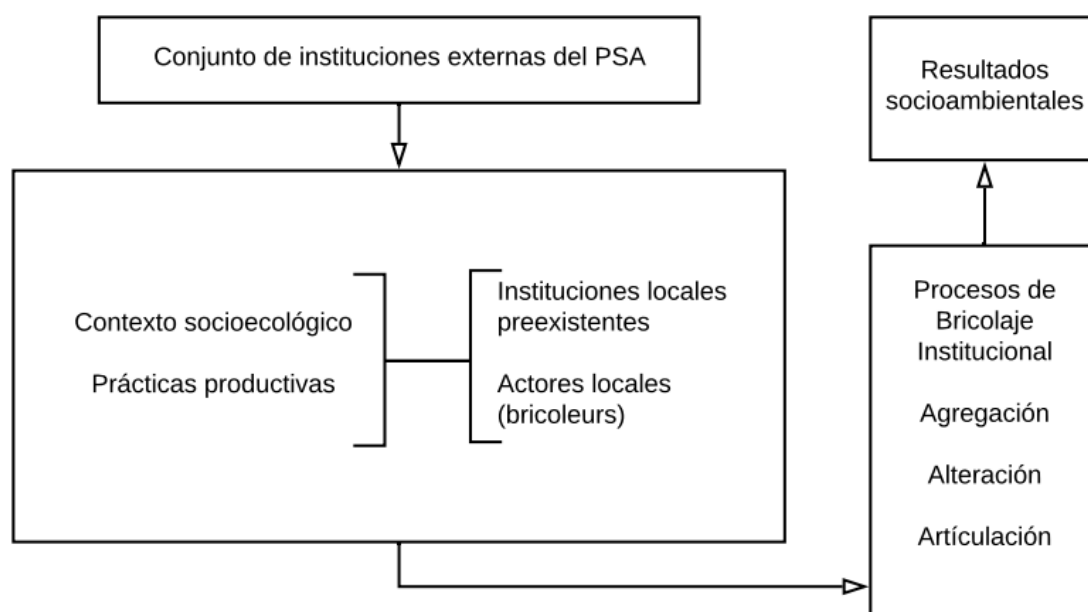 Conjunto de instituciones externas del PSA
Contexto socioecológico
Prácticas productivas
Instituciones locales
preexistentes
Actores locales
(bricoleurs)
Procesos de
Bricolaje
Institucional
Agregación
Alteración
Artículación
Resultados
socioambientales